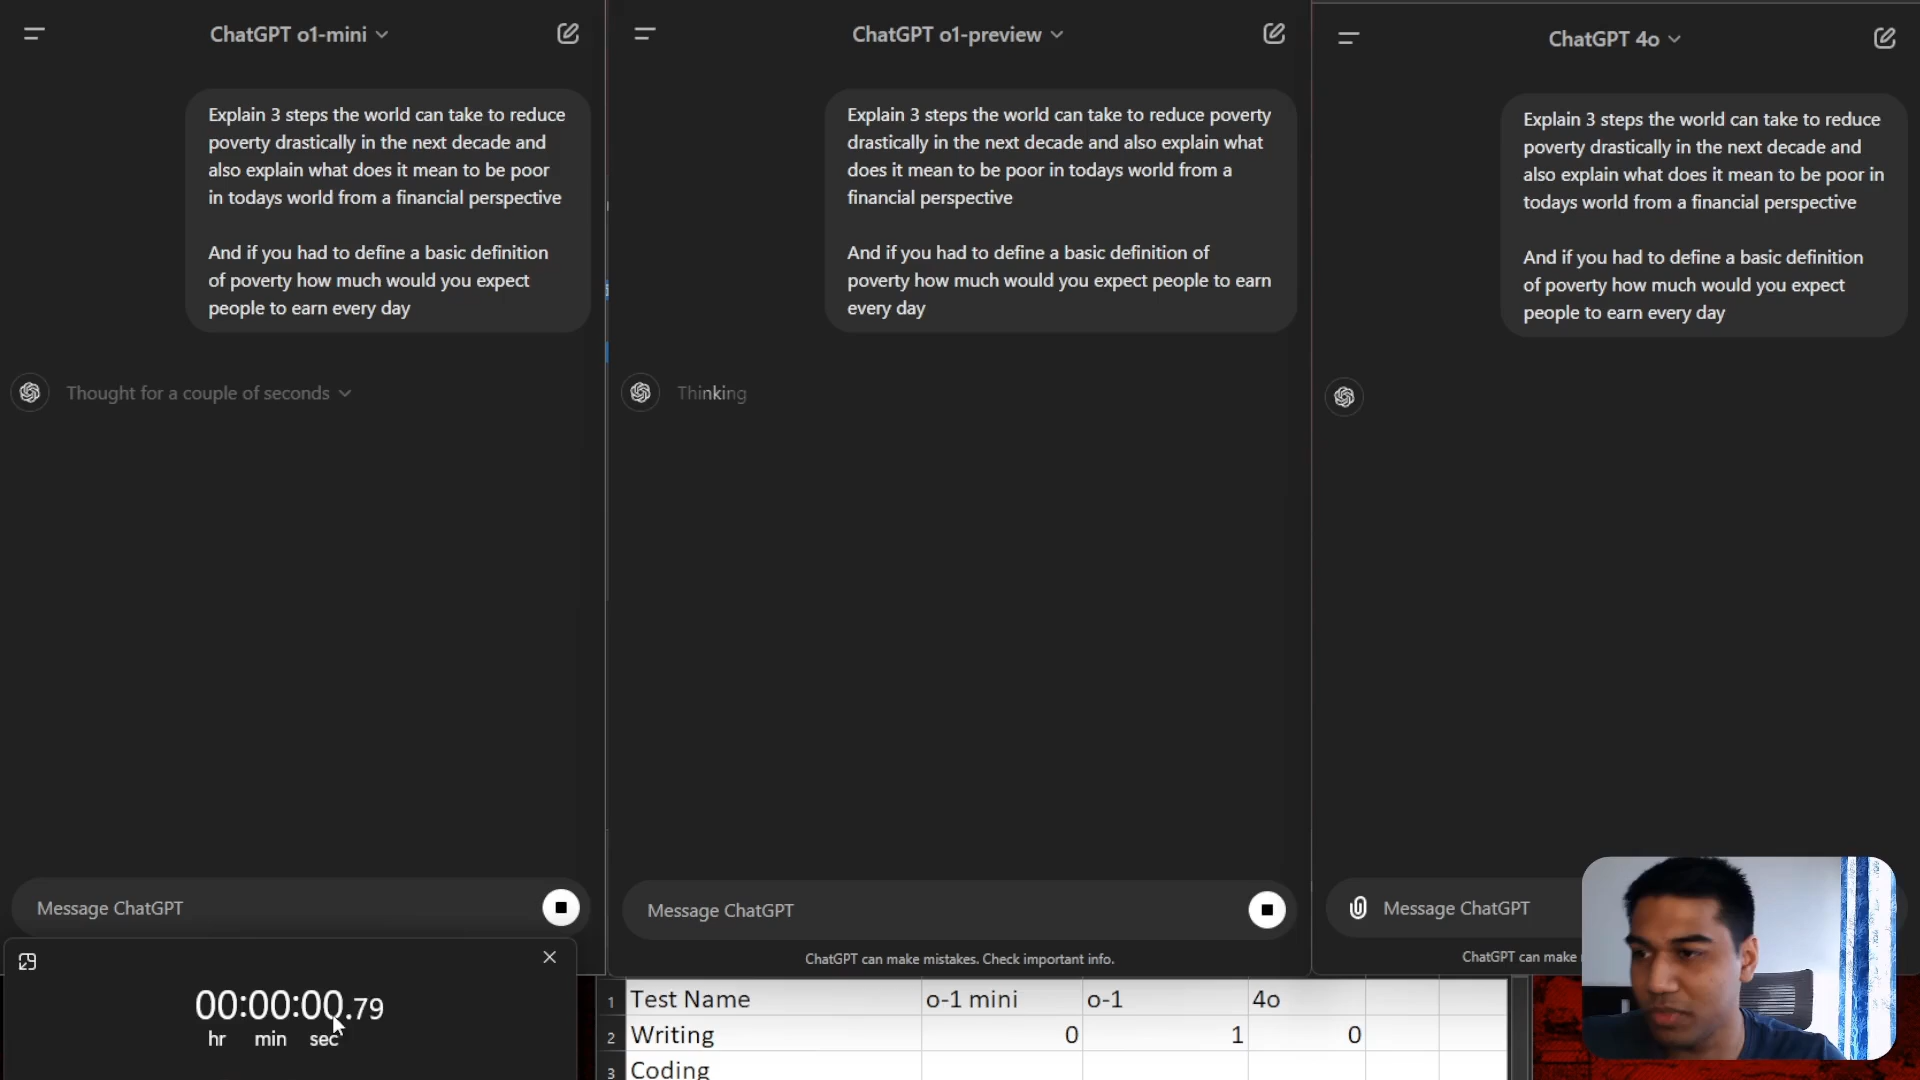 ChatGPT o1-mini
Explain 3 steps the world can take to reduce
poverty drastically in the next decade and
also explain what does it mean to be poor
in todays world from a financial perspective
And if you had to define a basic definition
of poverty how much would you expect
people to earn every day
Thought for a couple of seconds
Message ChatGPT
00:00:00.79
hr min sec
ChatGPT o1-preview
Explain 3 steps the world can take to reduce poverty
drastically in the next decade and also explain what
does it mean to be poor in todays world from a
financial perspective
And if you had to define a basic definition of
poverty how much would you expect people to earn
every day
Thinking
Message ChatGPT
ChatGPT can make mistakes. Check important info.
ChatGPT 4o
Explain 3 steps the world can take to reduce
poverty drastically in the next decade and
also explain what does it mean to be poor in
todays world from a financial perspective
And if you had to define a basic definition
of poverty how much would you expect
people to earn every day
Message ChatGPT
ChatGPT can make
1 Test Name o-1 mini o-1 4o
2 Writing 0 1 0
3 Coding